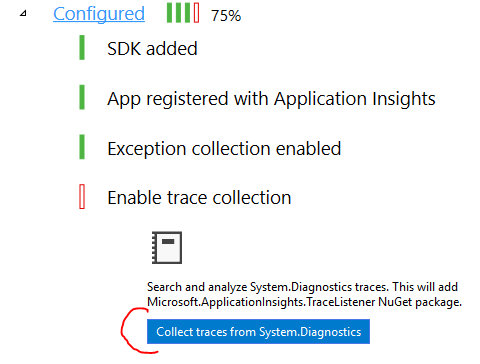 Configured 75%
SDK added
App registered with Application Insights
Exception collection enabled
Enable trace collection
Search and analyze System.Diagnostics traces. This will add
Microsoft.ApplicationInsights.TraceListener NuGet package.
Collect traces from System.Diagnostics